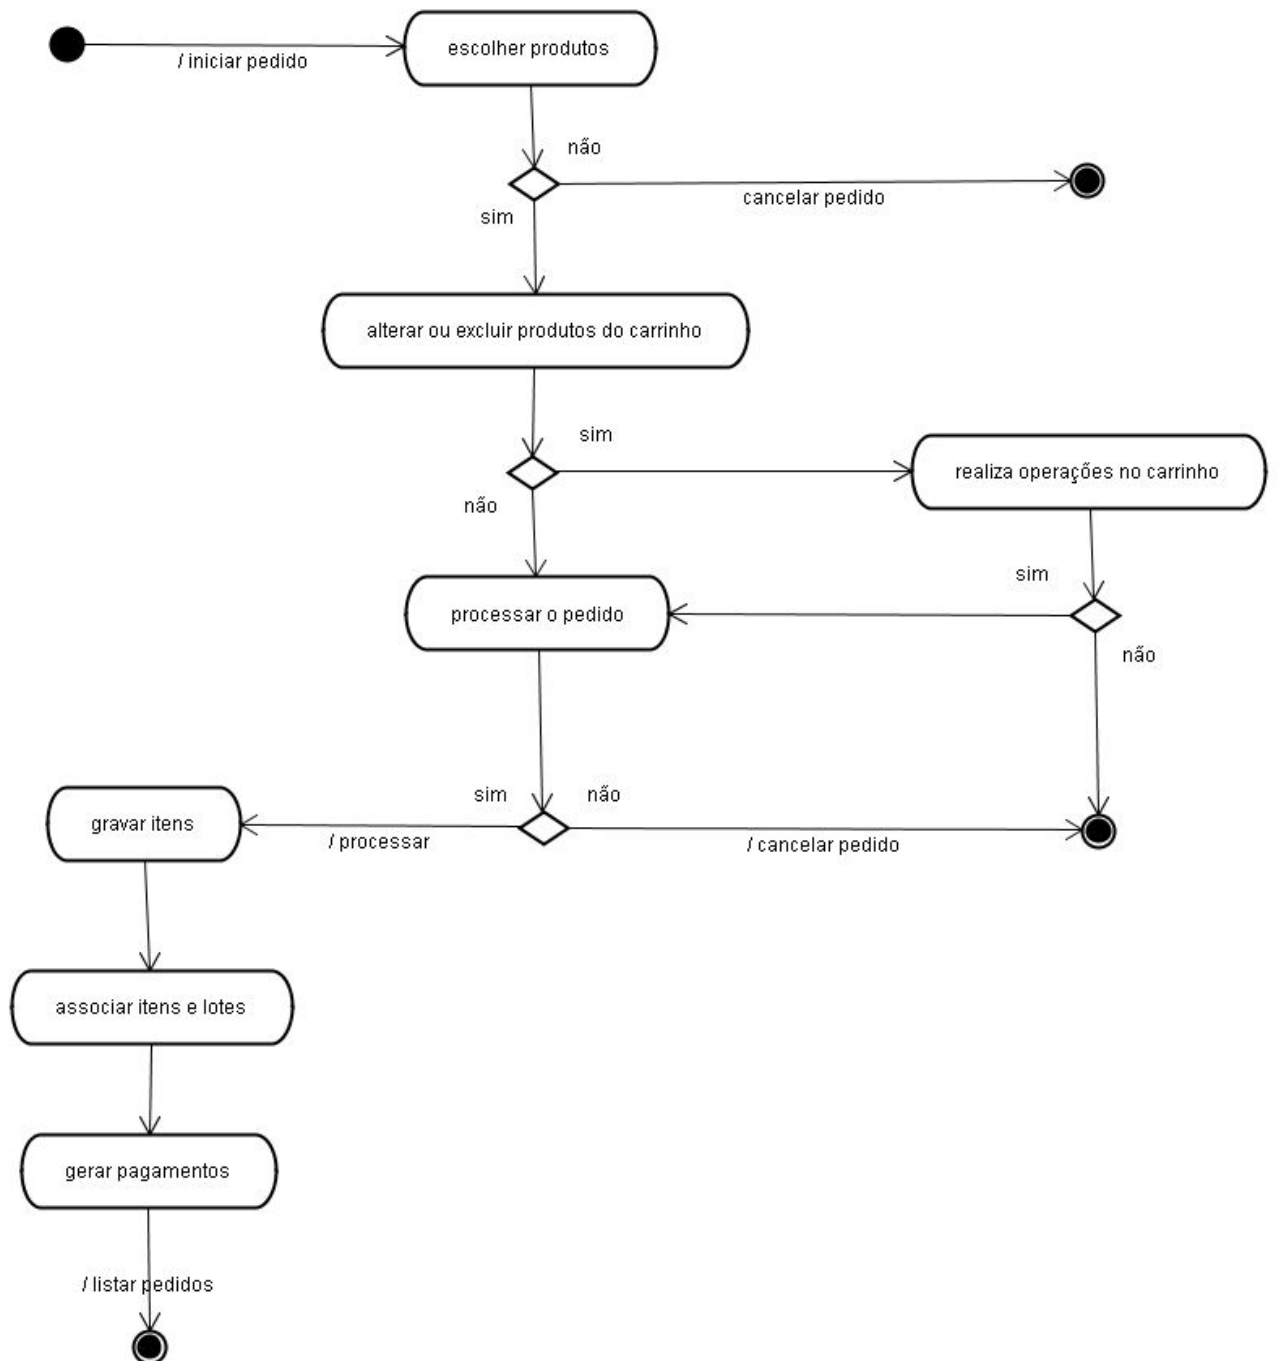 escolher produtos
/ iniciar pedido
não
cancelar pedido
sim
alterar ou excluir produtos do carrinho
sim
realiza operações no carrinho
não
sim
processar o pedido
não
sim
não
gravar itens
/ processar
/ cancelar pedido
associar itens e lotes
gerar pagamentos
/ listar pedidos